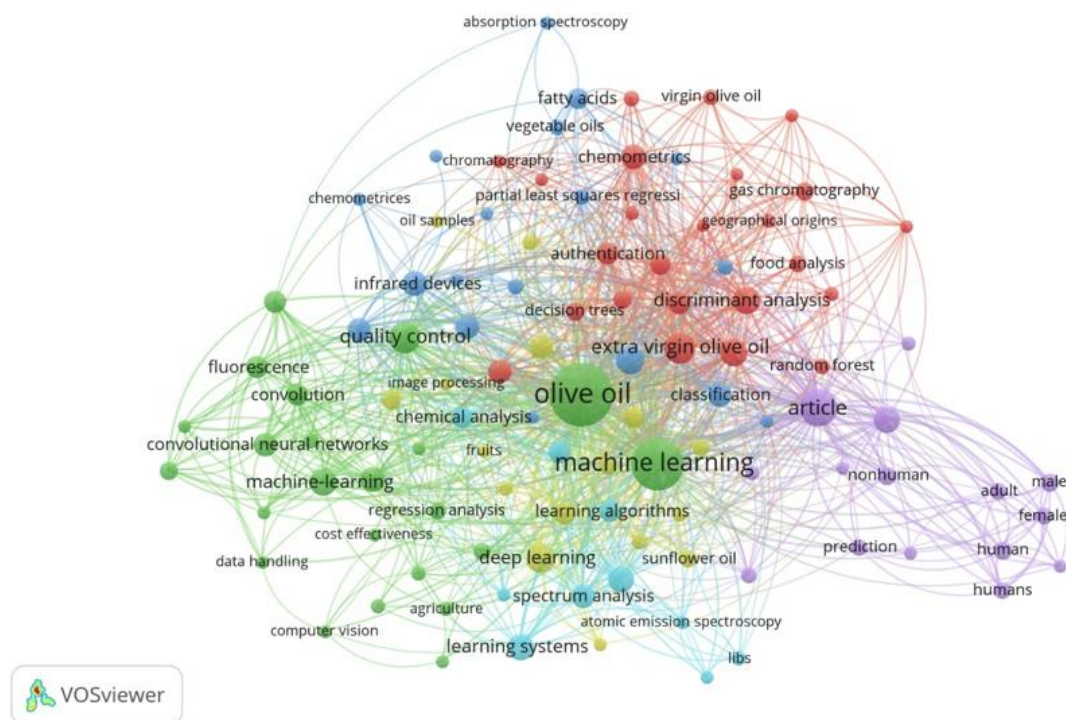 absorption spectroscopy
fatty acids
virgin olive oil
vegetable oils
chromatography
chemometrics
chemometrices
partial least squares regressi
gas chromatography
oil samples
geographical origins
authentication
food analysis
infrared devices
decision trees
discriminant analysis
quality control
extra virgin olive oil
fluorescence
image processing
random forest
convolution
olive oil
classification
chemical analysis
article
convolutional neural networks
fruits
machine learning
machine-learning
nonhuman
male
adult
regression analysis
learning algorithms
female
cost effectiveness
data handling
deep learning
sunflower oil
prediction
human
humans
spectrum analysis
agriculture
computer vision
atomic emission spectroscopy
learning systems
libs
VOSviewer